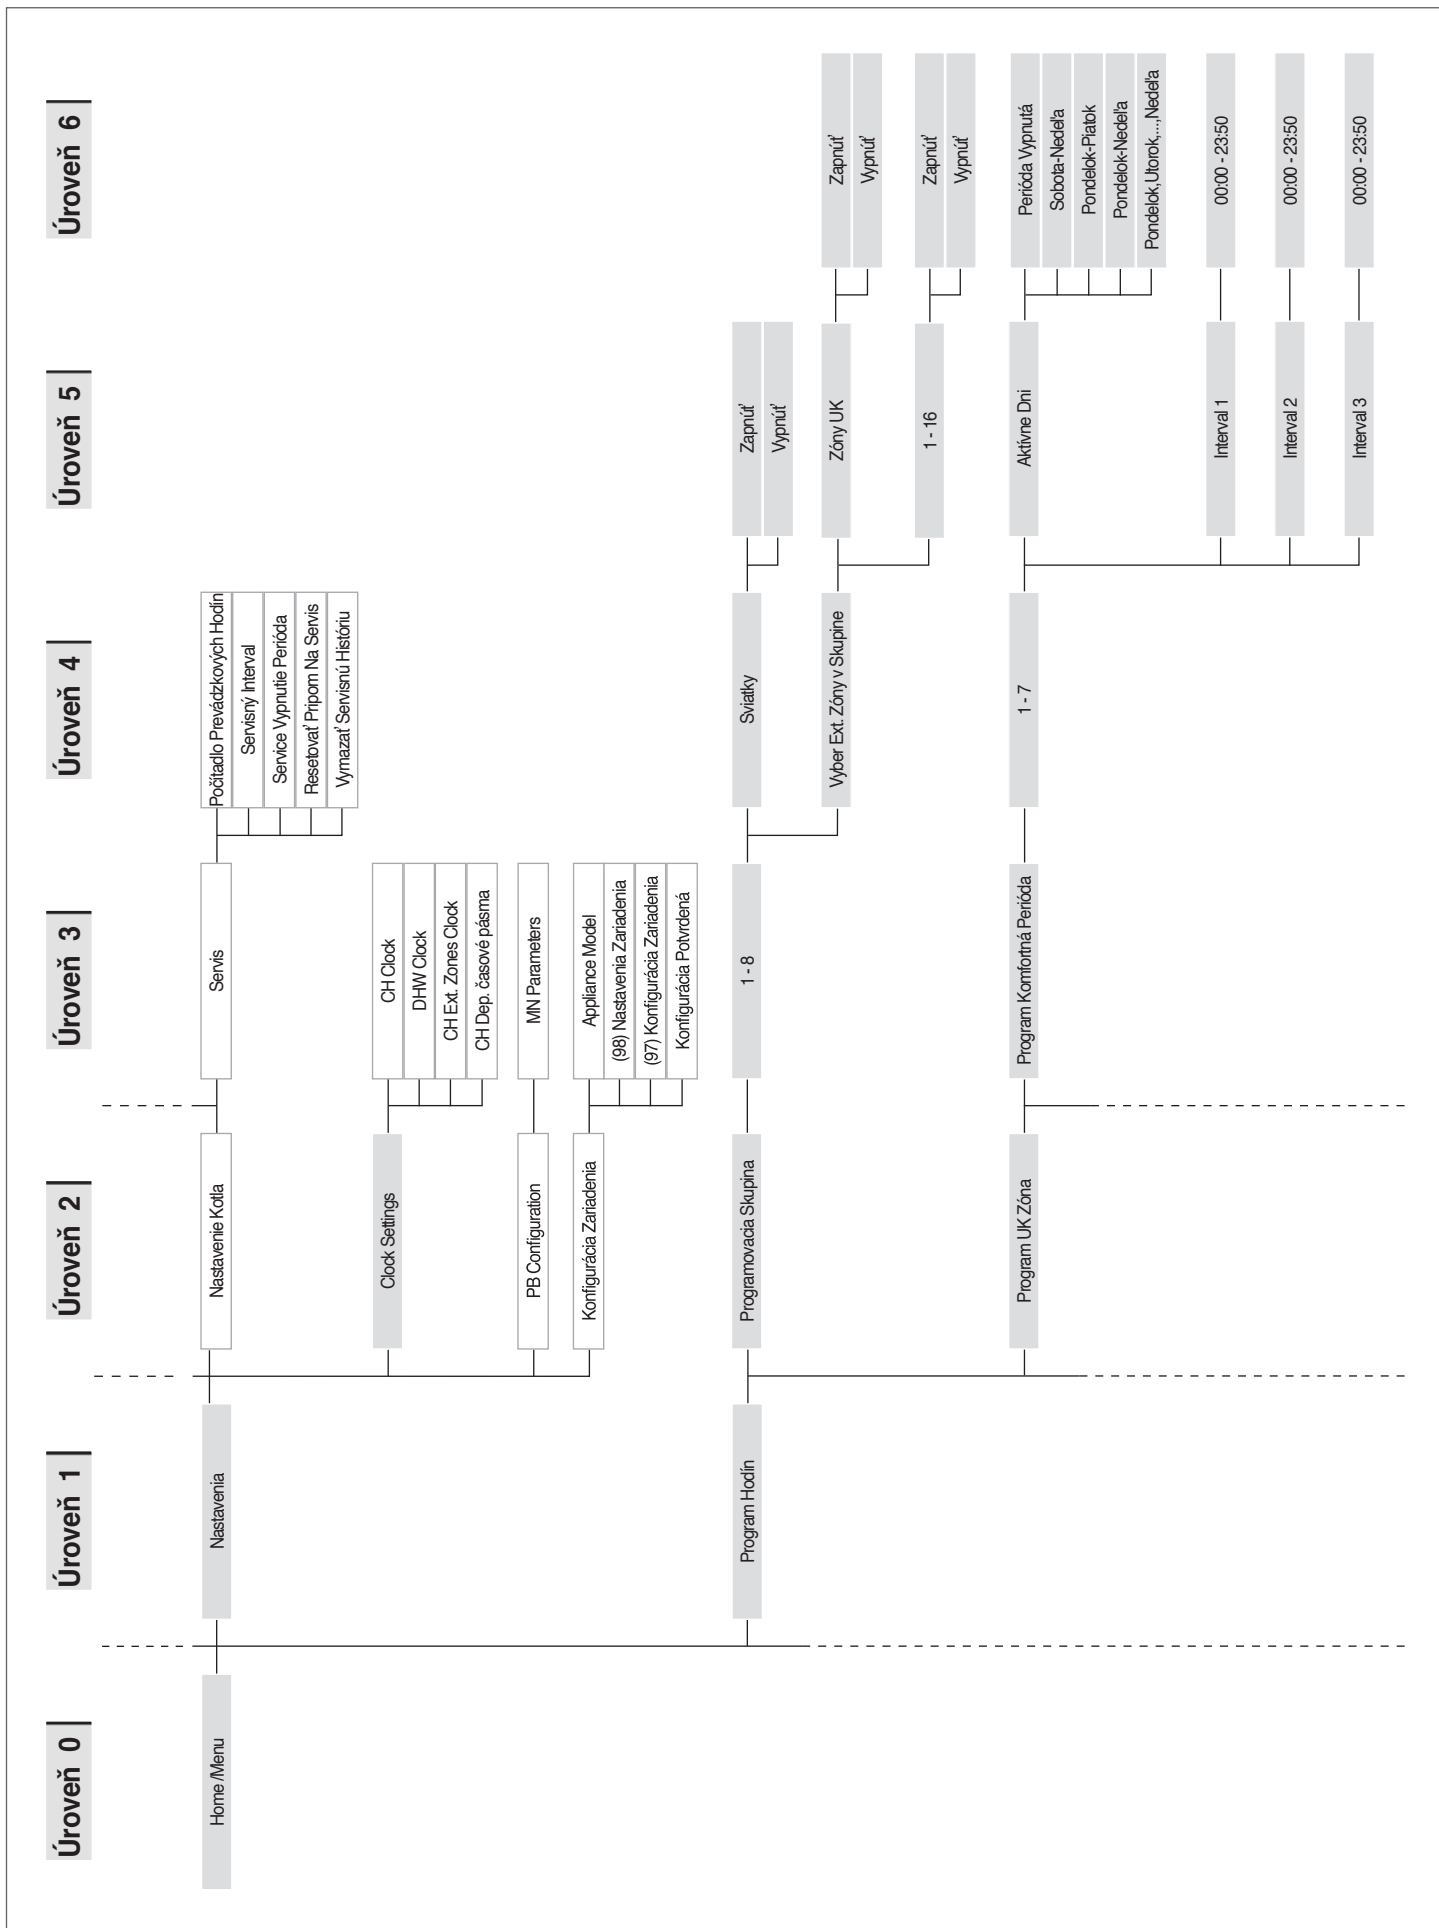 Úroveň 0
Úroveň 1
Úroveň 2
Úroveň 3
Úroveň 4
Úroveň 5
Úroveň 6
Home /Menu
Nastavenia
Nastavenie Kotla
Servis
Počítadlo Prevádzkových Hodín
Servisný Interval
Service Vypnutie Perióda
Resetovať Pripom Na Servis
Vymazať Servisnú Históriu
Clock Settings
CH Clock
DHW Clock
CH Ext. Zones Clock
CH Dep. časové pásma
PB Configuration
MN Parameters
Konfigurácia Zariadenia
Appliance Model
(98) Nastavenia Zariadenia
(97) Konfigurácia Zariadenia
Konfigurácia Potvrdená
Program Hodín
Programovacia Skupina
1 - 8
Sviatky
Zapnúť
Vypnúť
Vyber Ext. Zóny v Skupine
Zóny UK
Zapnúť
Vypnúť
1 - 16
Zapnúť
Vypnúť
Program UK Zóna
Program Komfortná Perióda
1 - 7
Aktívne Dni
Perióda Vypnutá
Sobota-Nedeľa
Pondelok-Piatok
Pondelok-Nedeľa
Pondelok,Utorok,...,Nedeľa
Interval 1
00:00 - 23:50
Interval 2
00:00 - 23:50
Interval 3
00:00 - 23:50